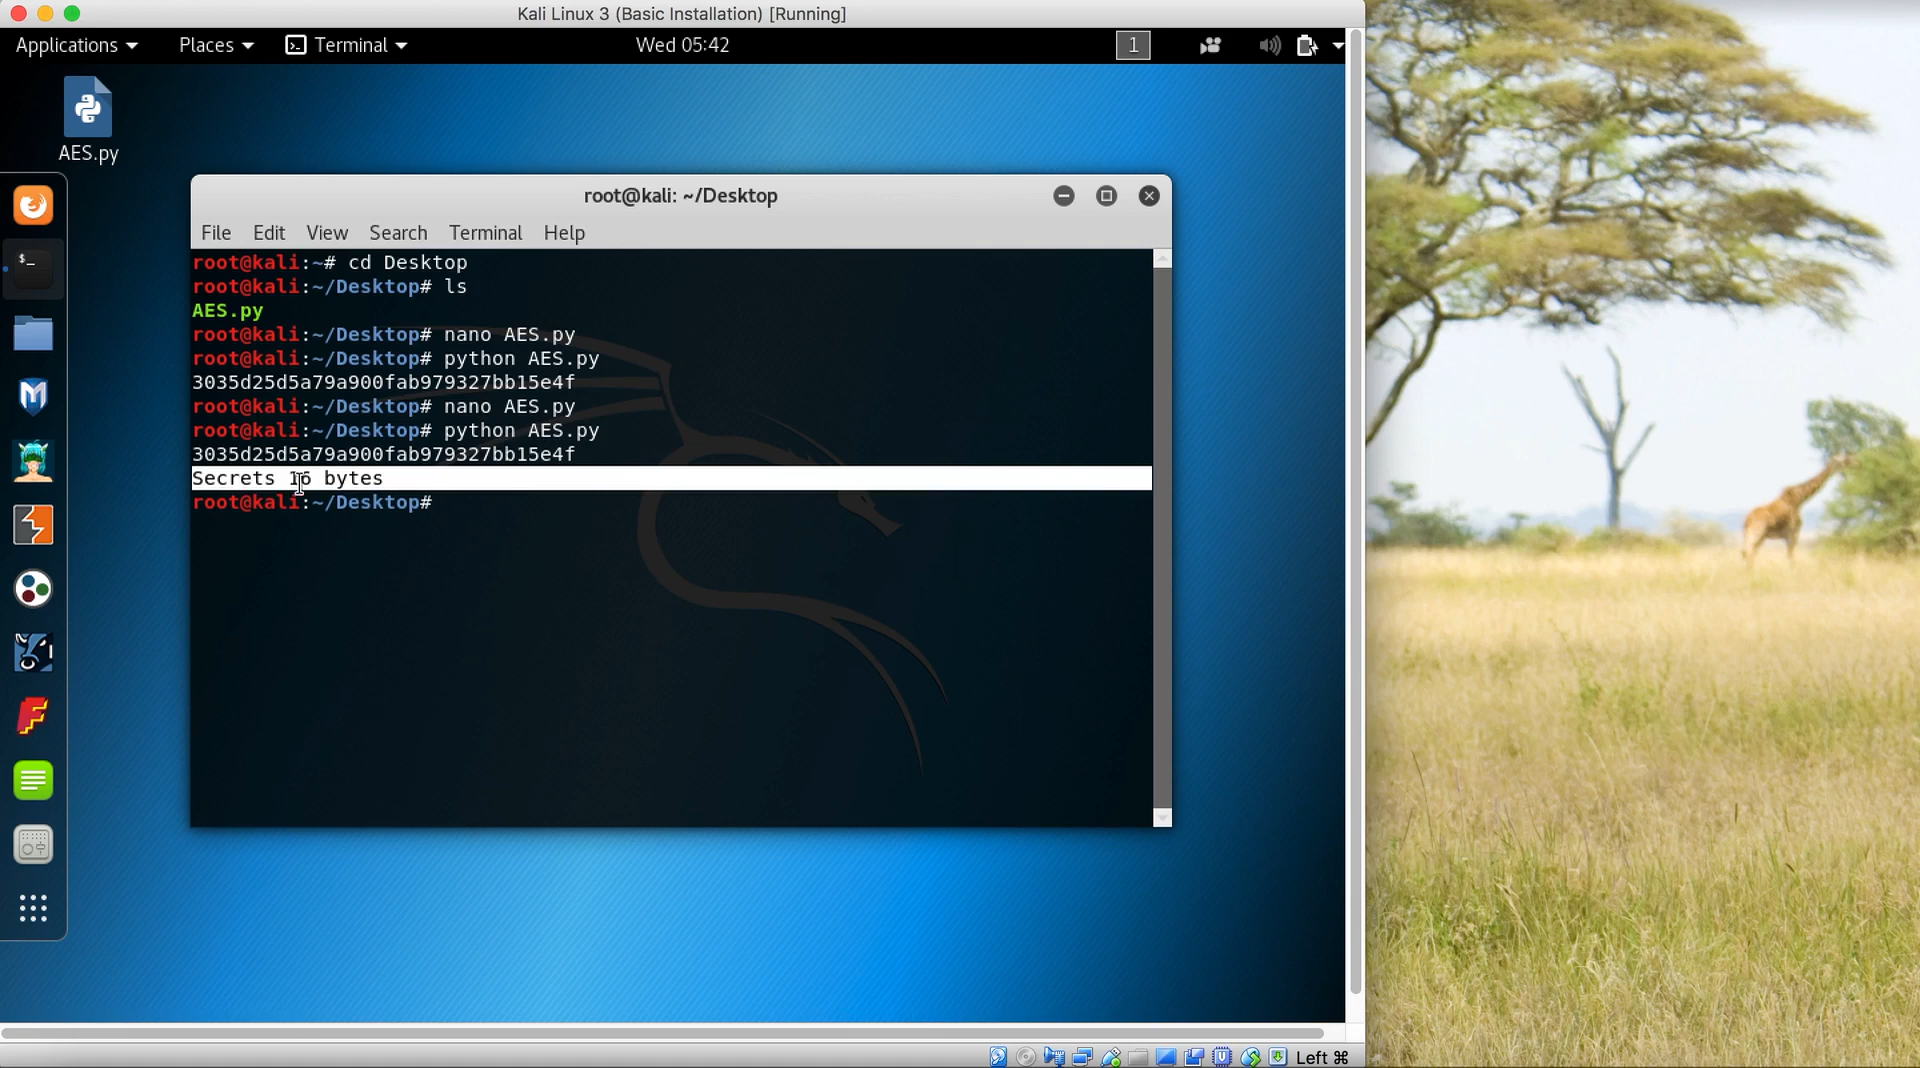 Kali Linux 3 (Basic Installation) [Running]
Applications Places Terminal Wed 05:42 1
AES.py
root@kali: ~/Desktop
File Edit View Search Terminal Help
root@kali:~# cd Desktop
root@kali:~/Desktop# ls
AES.py
root@kali:~/Desktop# nano AES.py
root@kali:~/Desktop# python AES.py
3035d25d5a79a900fab979327bb15e4f
root@kali:~/Desktop# nano AES.py
root@kali:~/Desktop# python AES.py
3035d25d5a79a900fab979327bb15e4f
Secrets 16 bytes
root@kali:~/Desktop#
Left ⌘